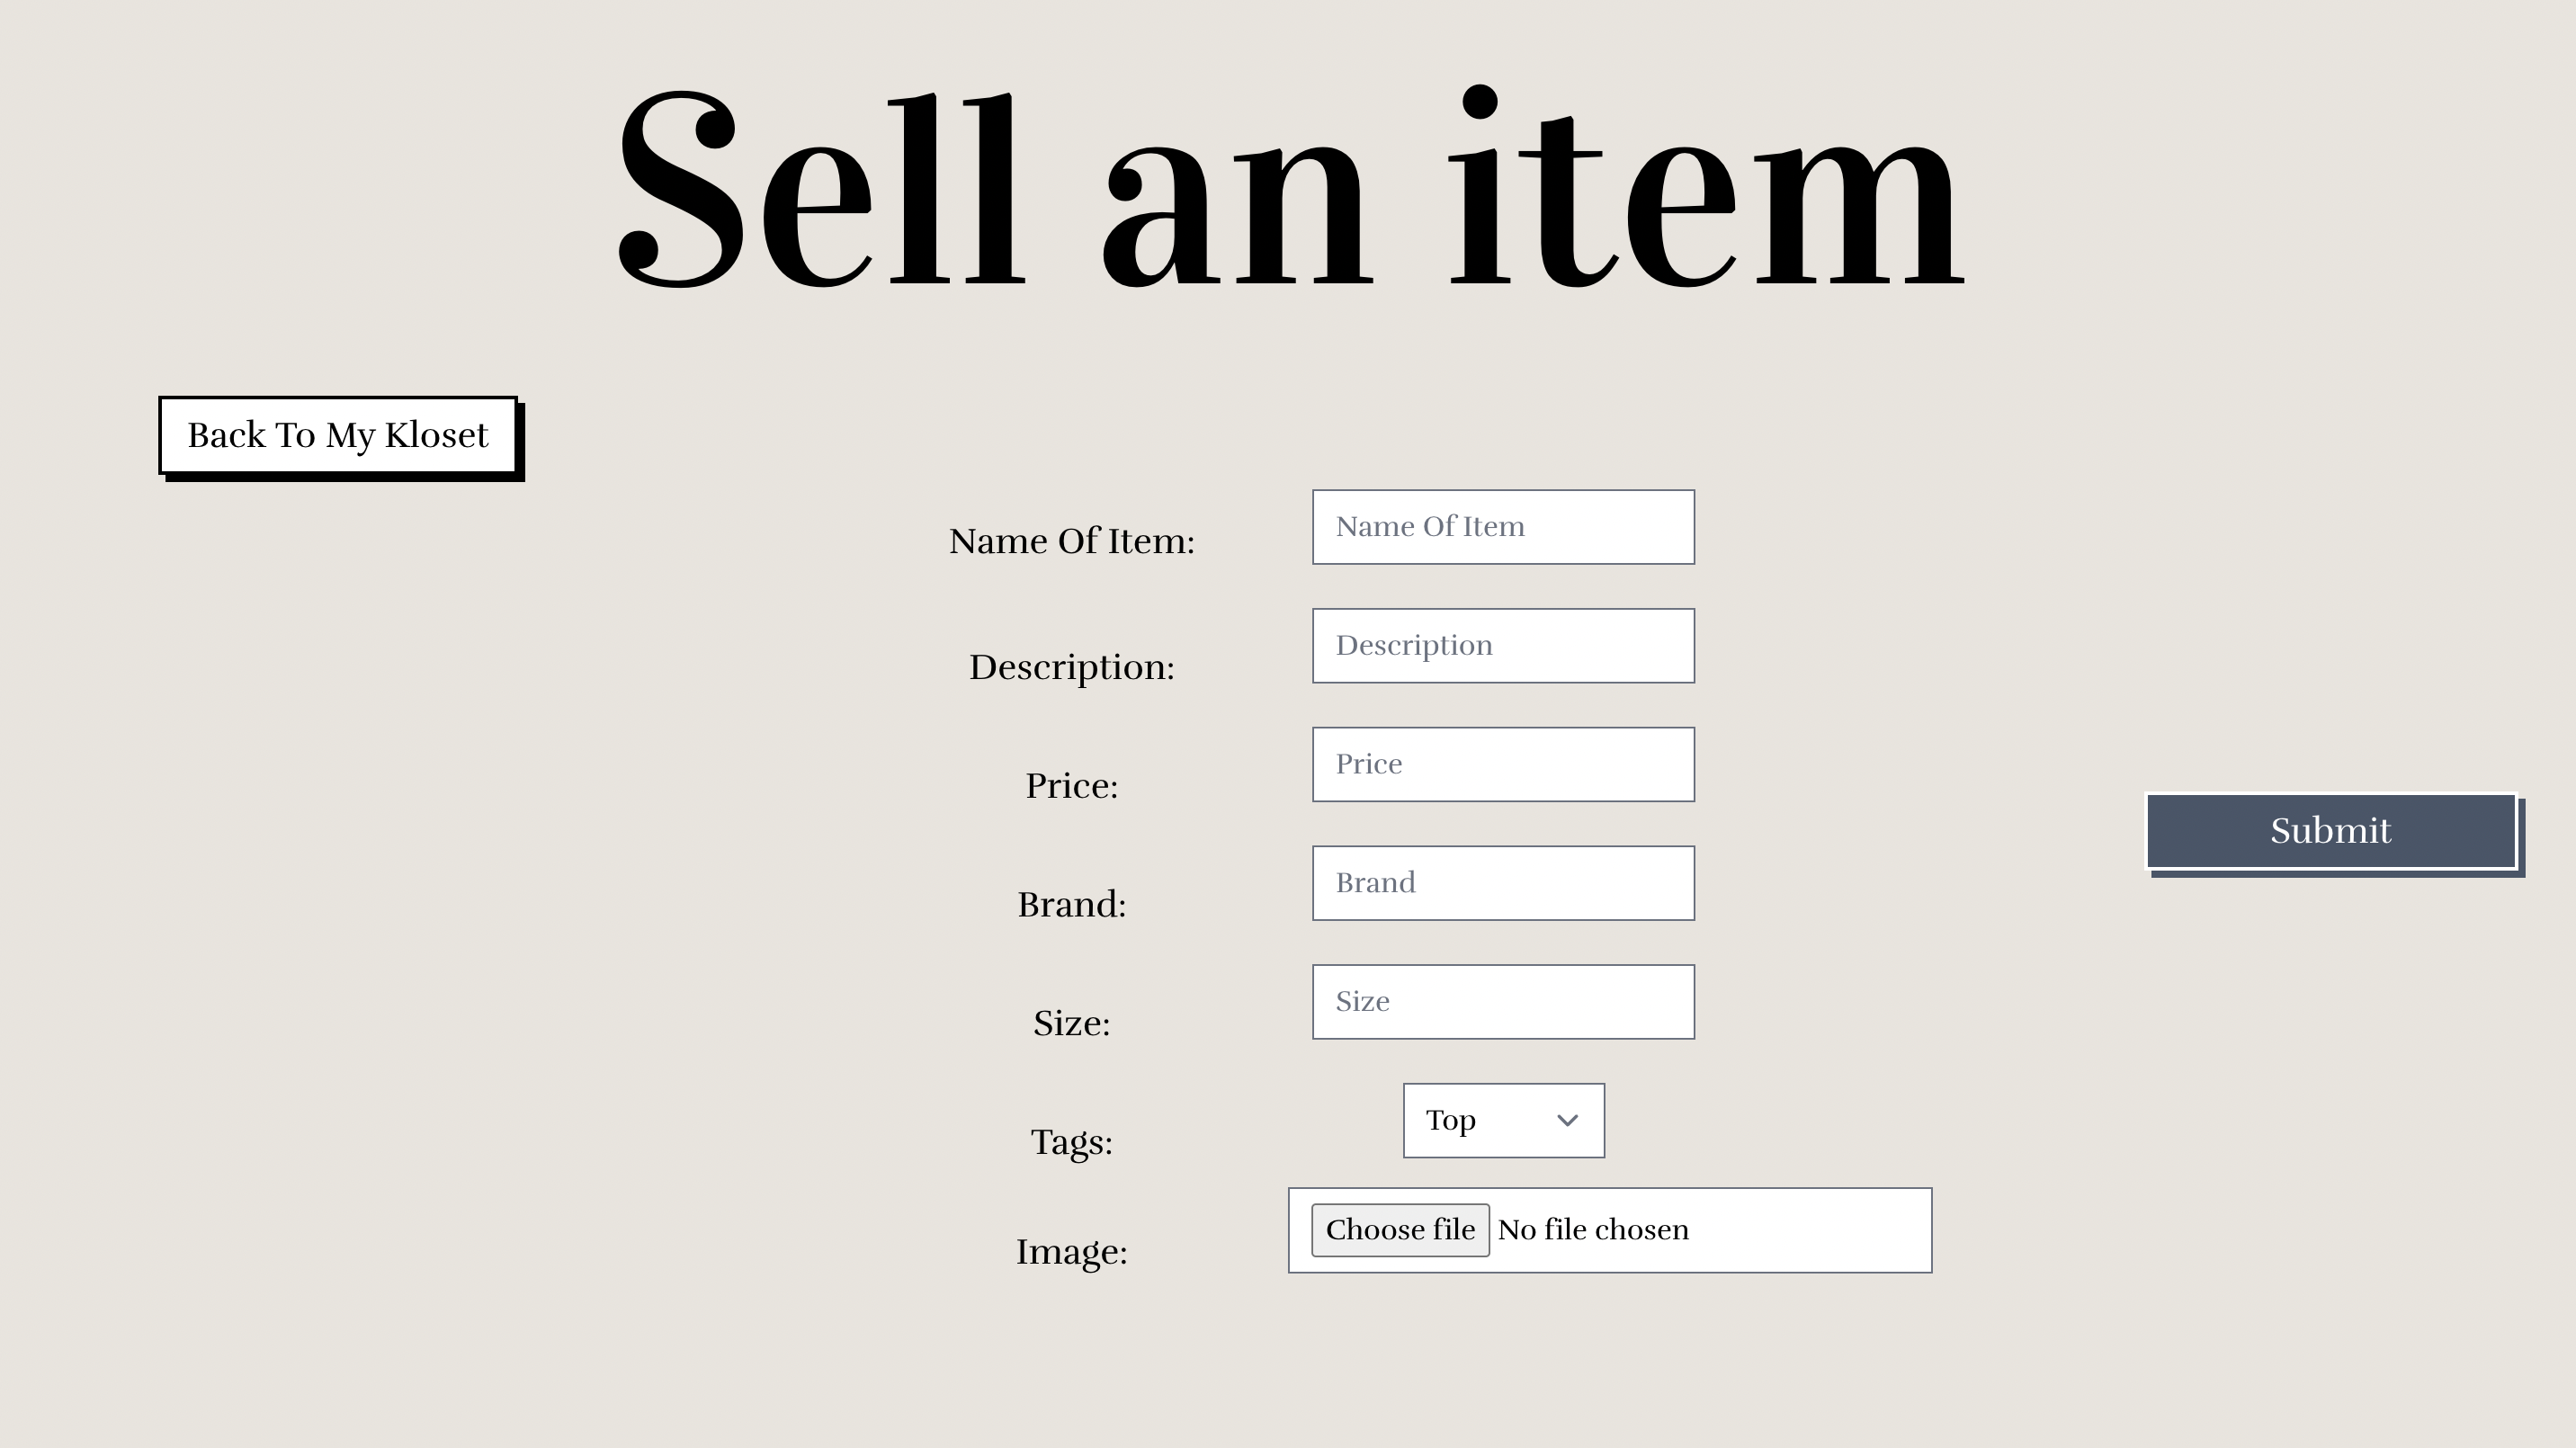 Sell an item
Back To My Kloset
Name Of Item:
Name Of Item
Description:
Description
Price:
Price
Submit
Brand:
Brand
Size:
Size
Tags:
Top
Image:
Choose file No file chosen